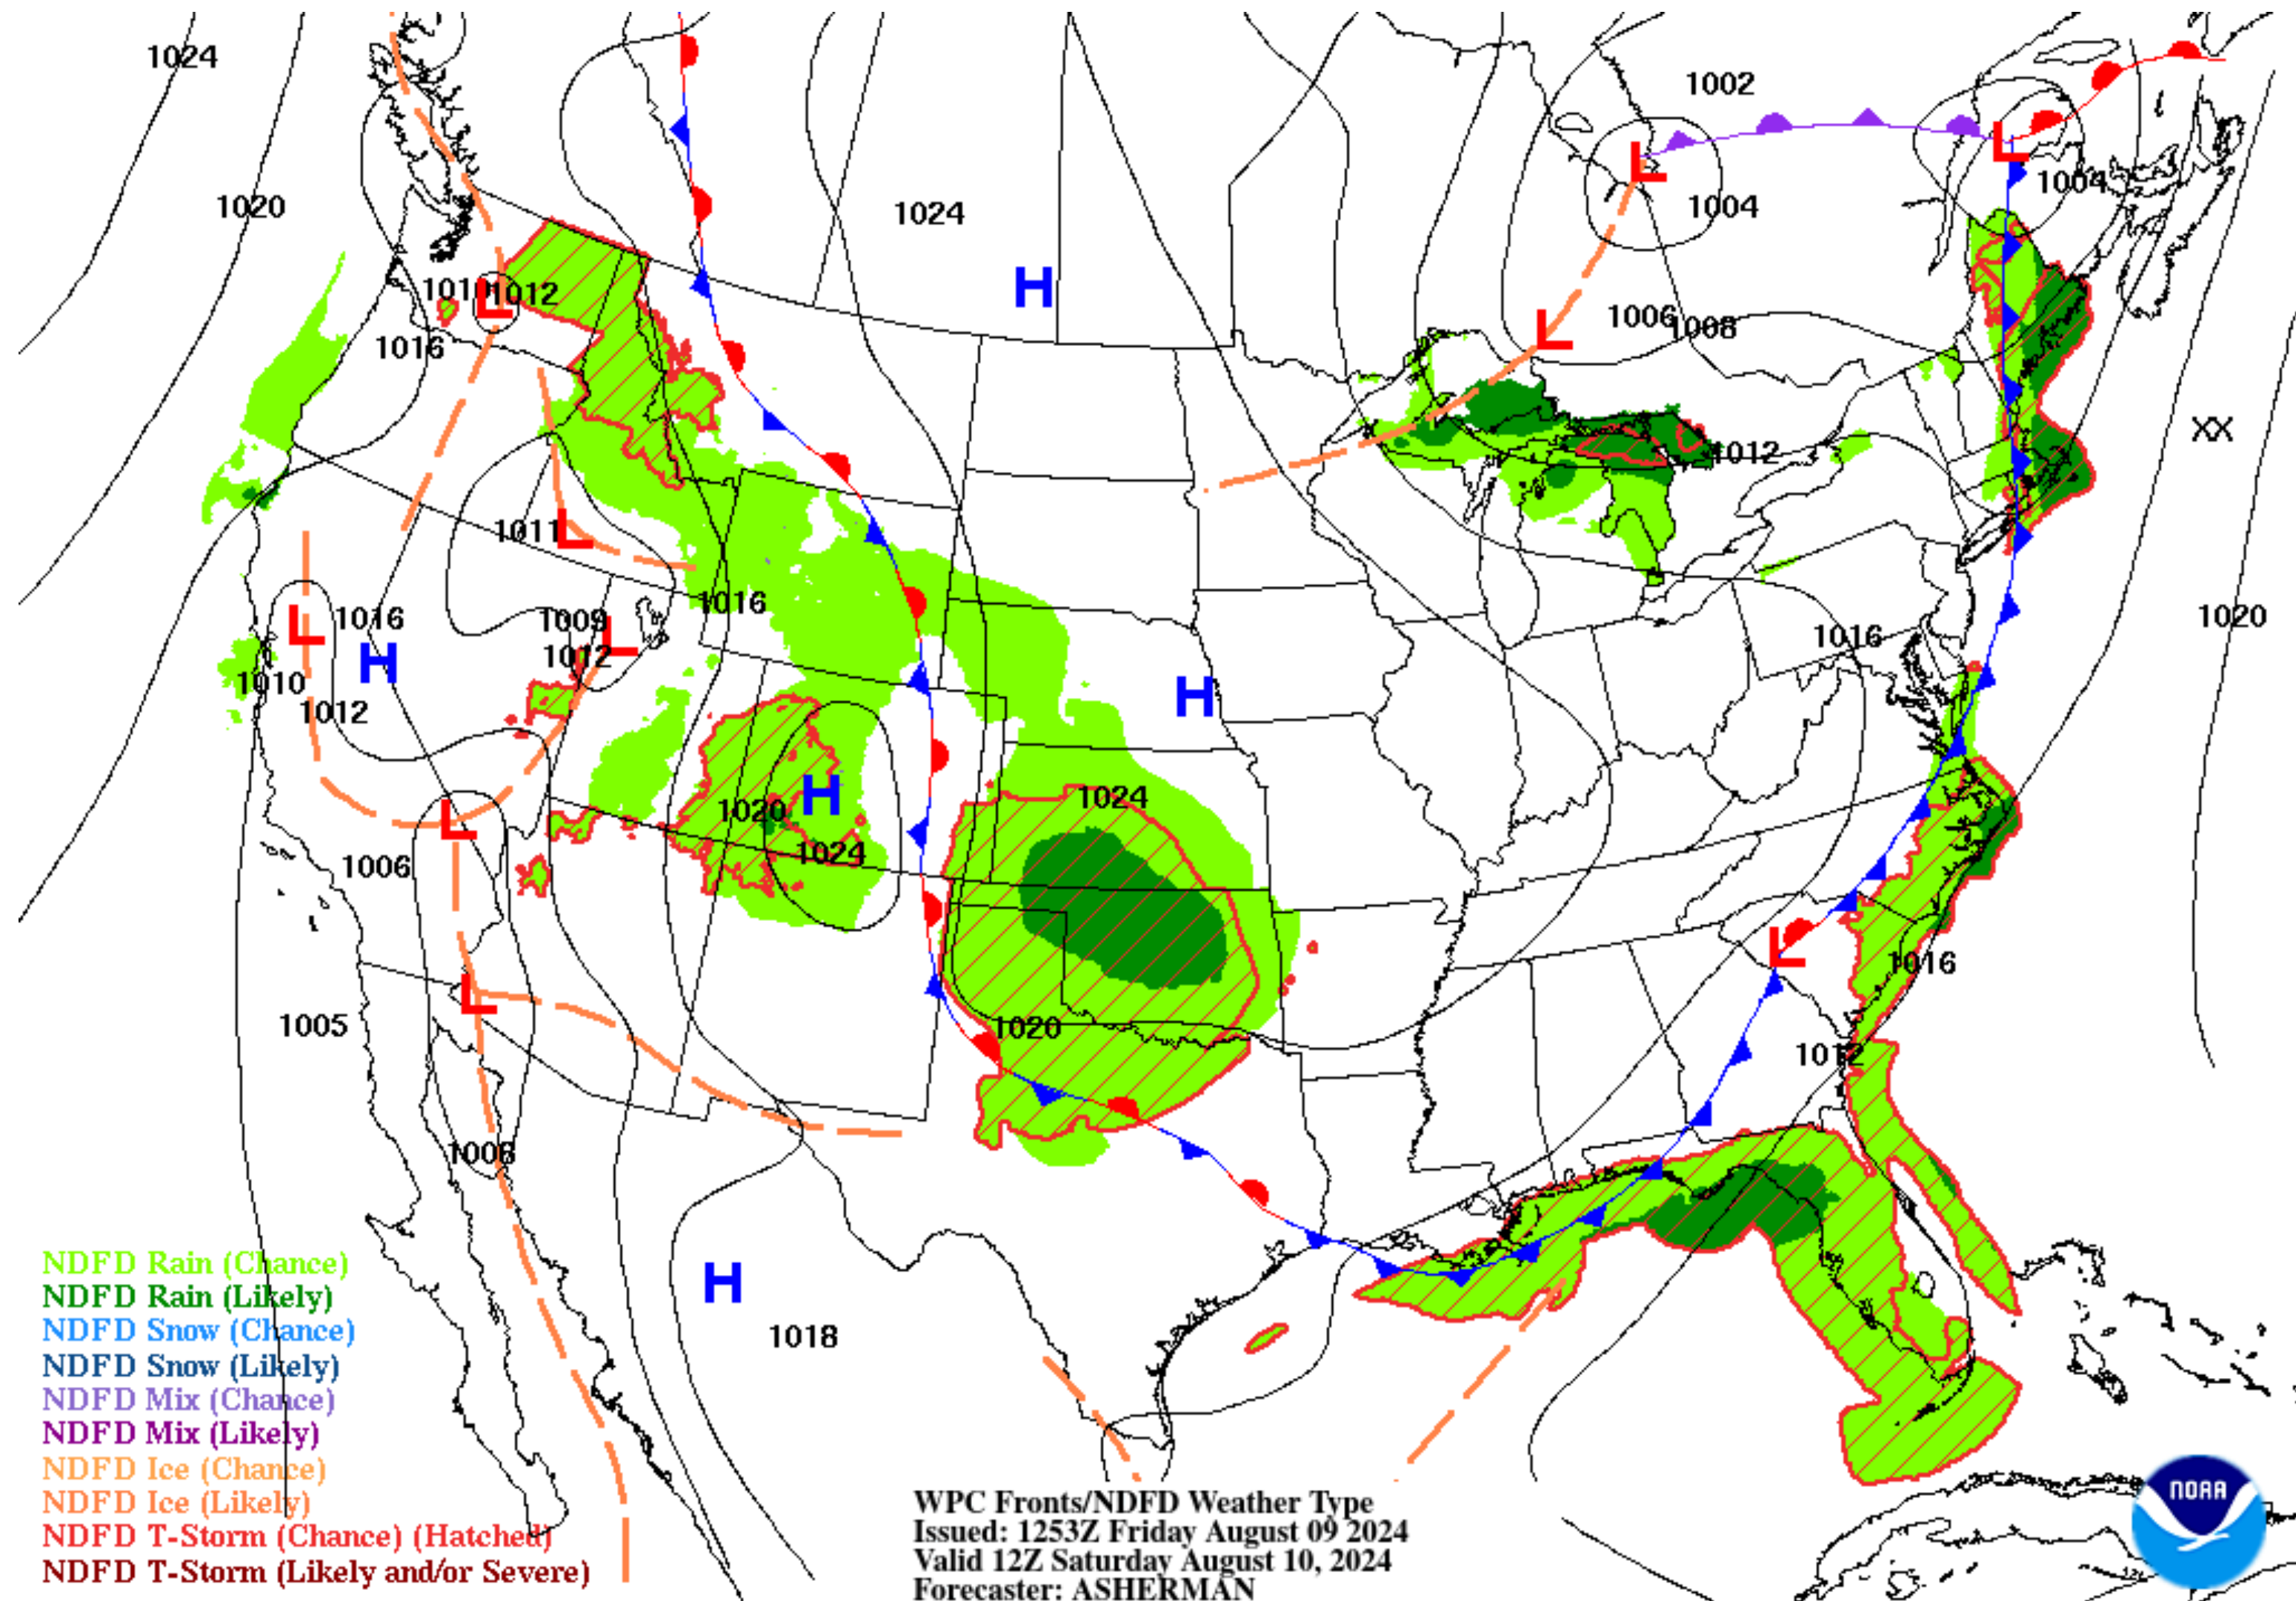 1024
1002
1004
1020
1024
H
L
L
1004
101
L
1012
1006
1008
L
1016
XX
1012
1011
L
1016
1020
L
1016
1009
L
1012
H
1016
1010
1012
H
H
1020
1024
1024
L
1006
L
1016
L
1005
1020
1012
1008
H
1018
NDFD Rain (Chance)
NDFD Rain (Likely)
NDFD Snow (Chance)
NDFD Snow (Likely)
NDFD Mix (Chance)
NDFD Mix (Likely)
NDFD Ice (Chance)
NDFD Ice (Likely)
NDFD T-Storm (Chance) (Hatched)
NDFD T-Storm (Likely and/or Severe)
WPC Fronts/NDFD Weather Type
Issued: 1253Z Friday August 09 2024
Valid 12Z Saturday August 10, 2024
Forecaster: ASHERMAN
NOAA